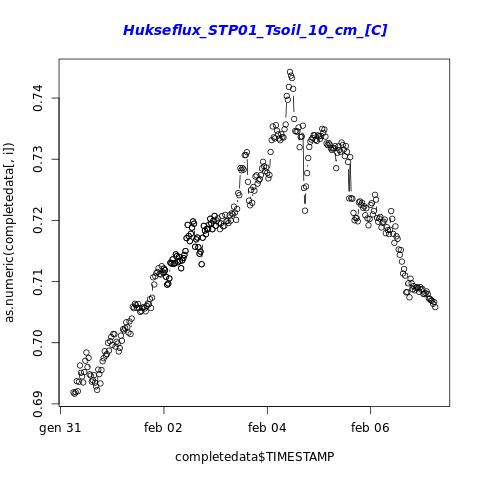 Hukseflux_STP01_Tsoil_10_cm_[C]
as.numeric(completedata[, i])
0.74
0.73
0.72
0.71
0.70
0.69
gen 31
feb 02
feb 04
feb 06
completedata$TIMESTAMP